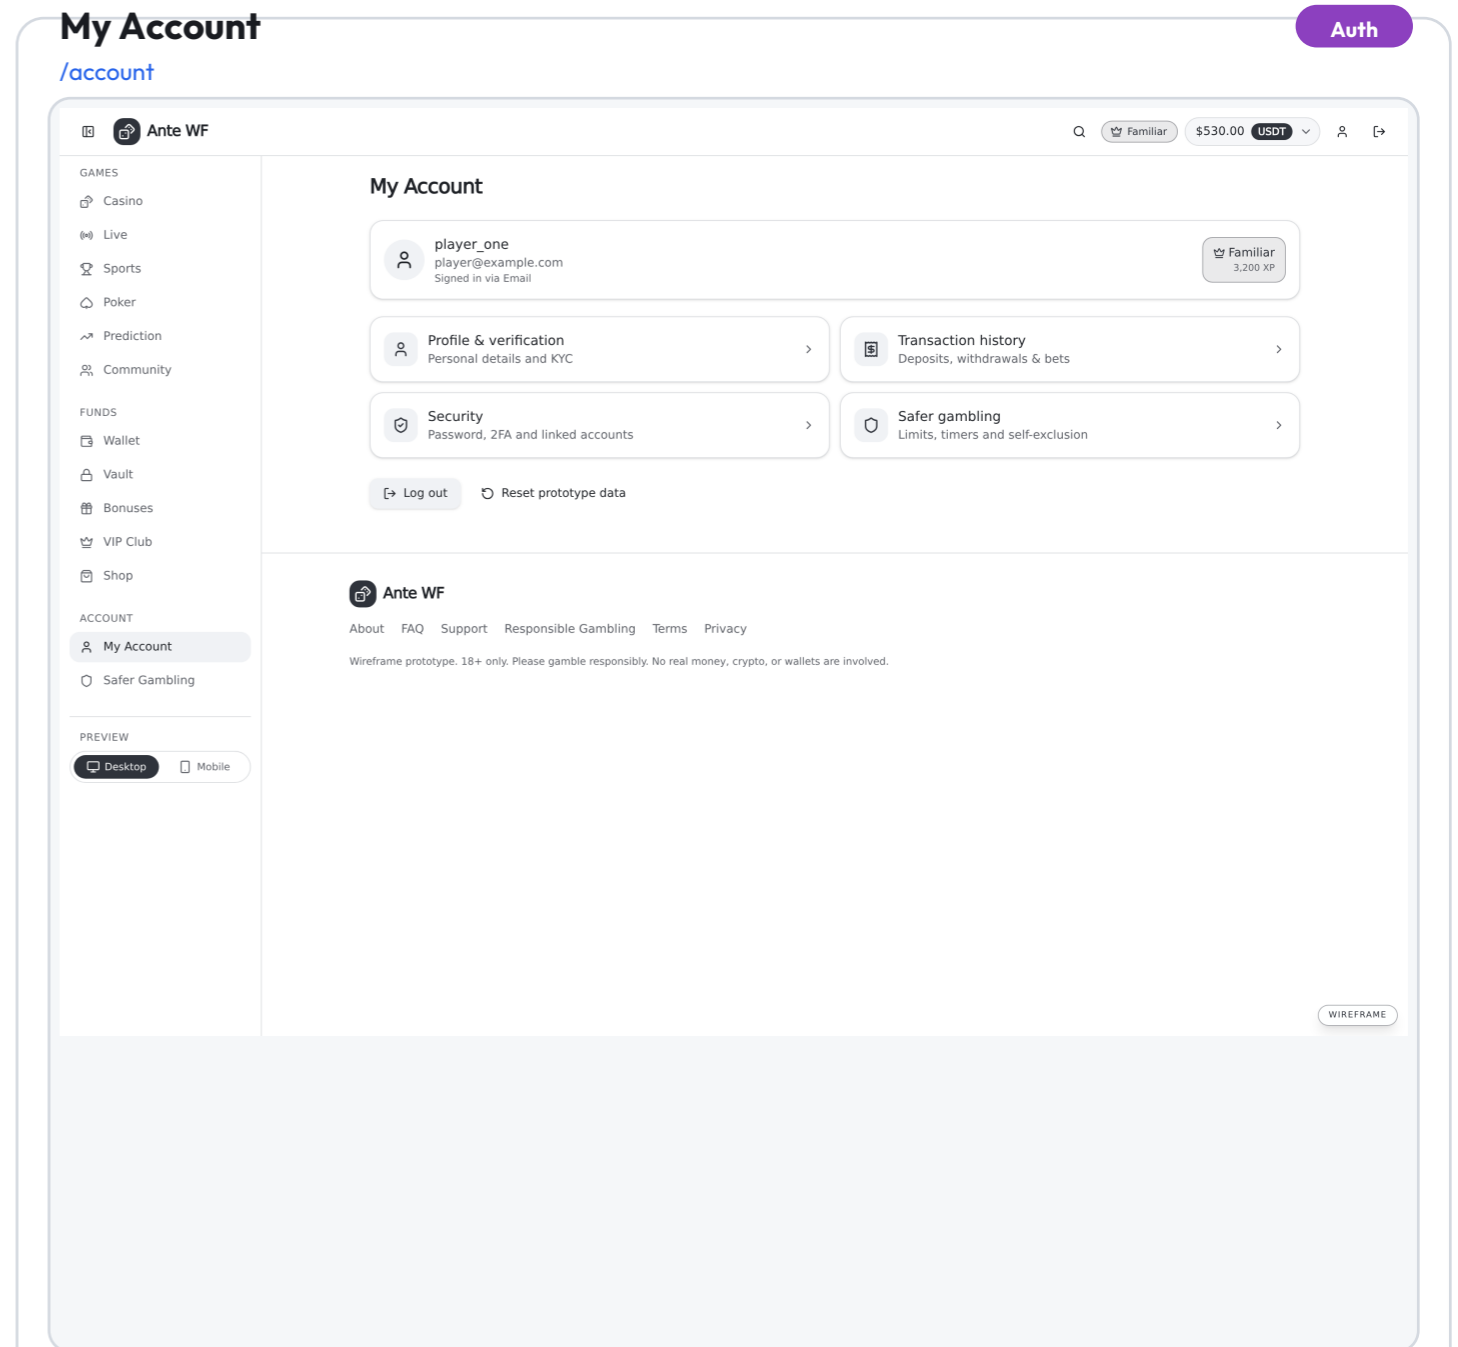 My Account
Auth
/account
Ante WF
Familiar
$530.00 USDT
GAMES
Casino
Live
Sports
Poker
Prediction
Community
FUNDS
Wallet
Vault
Bonuses
VIP Club
Shop
ACCOUNT
My Account
Safer Gambling
PREVIEW
Desktop
Mobile
My Account
player_one
player@example.com
Signed in via Email
Familiar
3,200 XP
Profile & verification
Personal details and KYC
Transaction history
Deposits, withdrawals & bets
Security
Password, 2FA and linked accounts
Safer gambling
Limits, timers and self-exclusion
Log out
Reset prototype data
Ante WF
About FAQ Support Responsible Gambling Terms Privacy
Wireframe prototype. 18+ only. Please gamble responsibly. No real money, crypto, or wallets are involved.
WIREFRAME